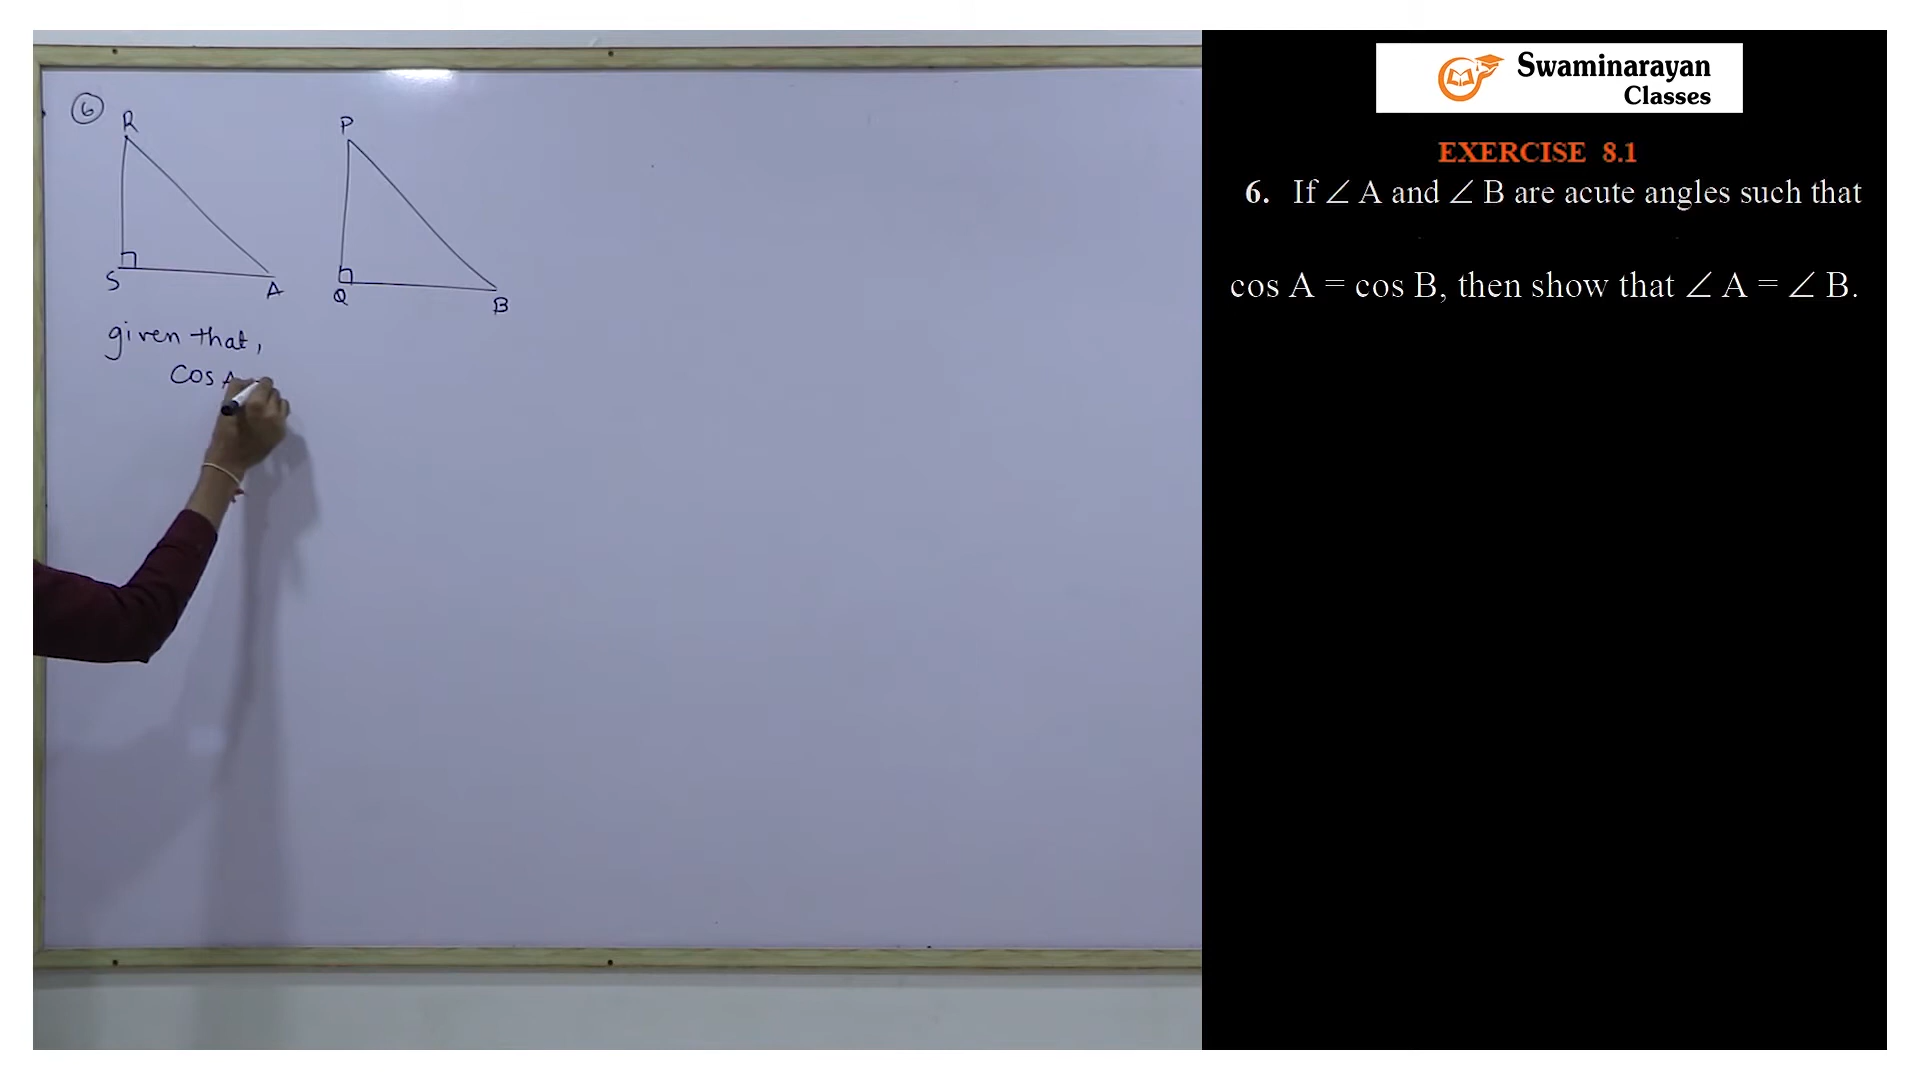 6
R
P
S
A
Q
B
given that,
Cos A
Swaminarayan
Classes
EXERCISE 8.1
6. If ∠ A and ∠ B are acute angles such that
cos A = cos B, then show that ∠ A = ∠ B.